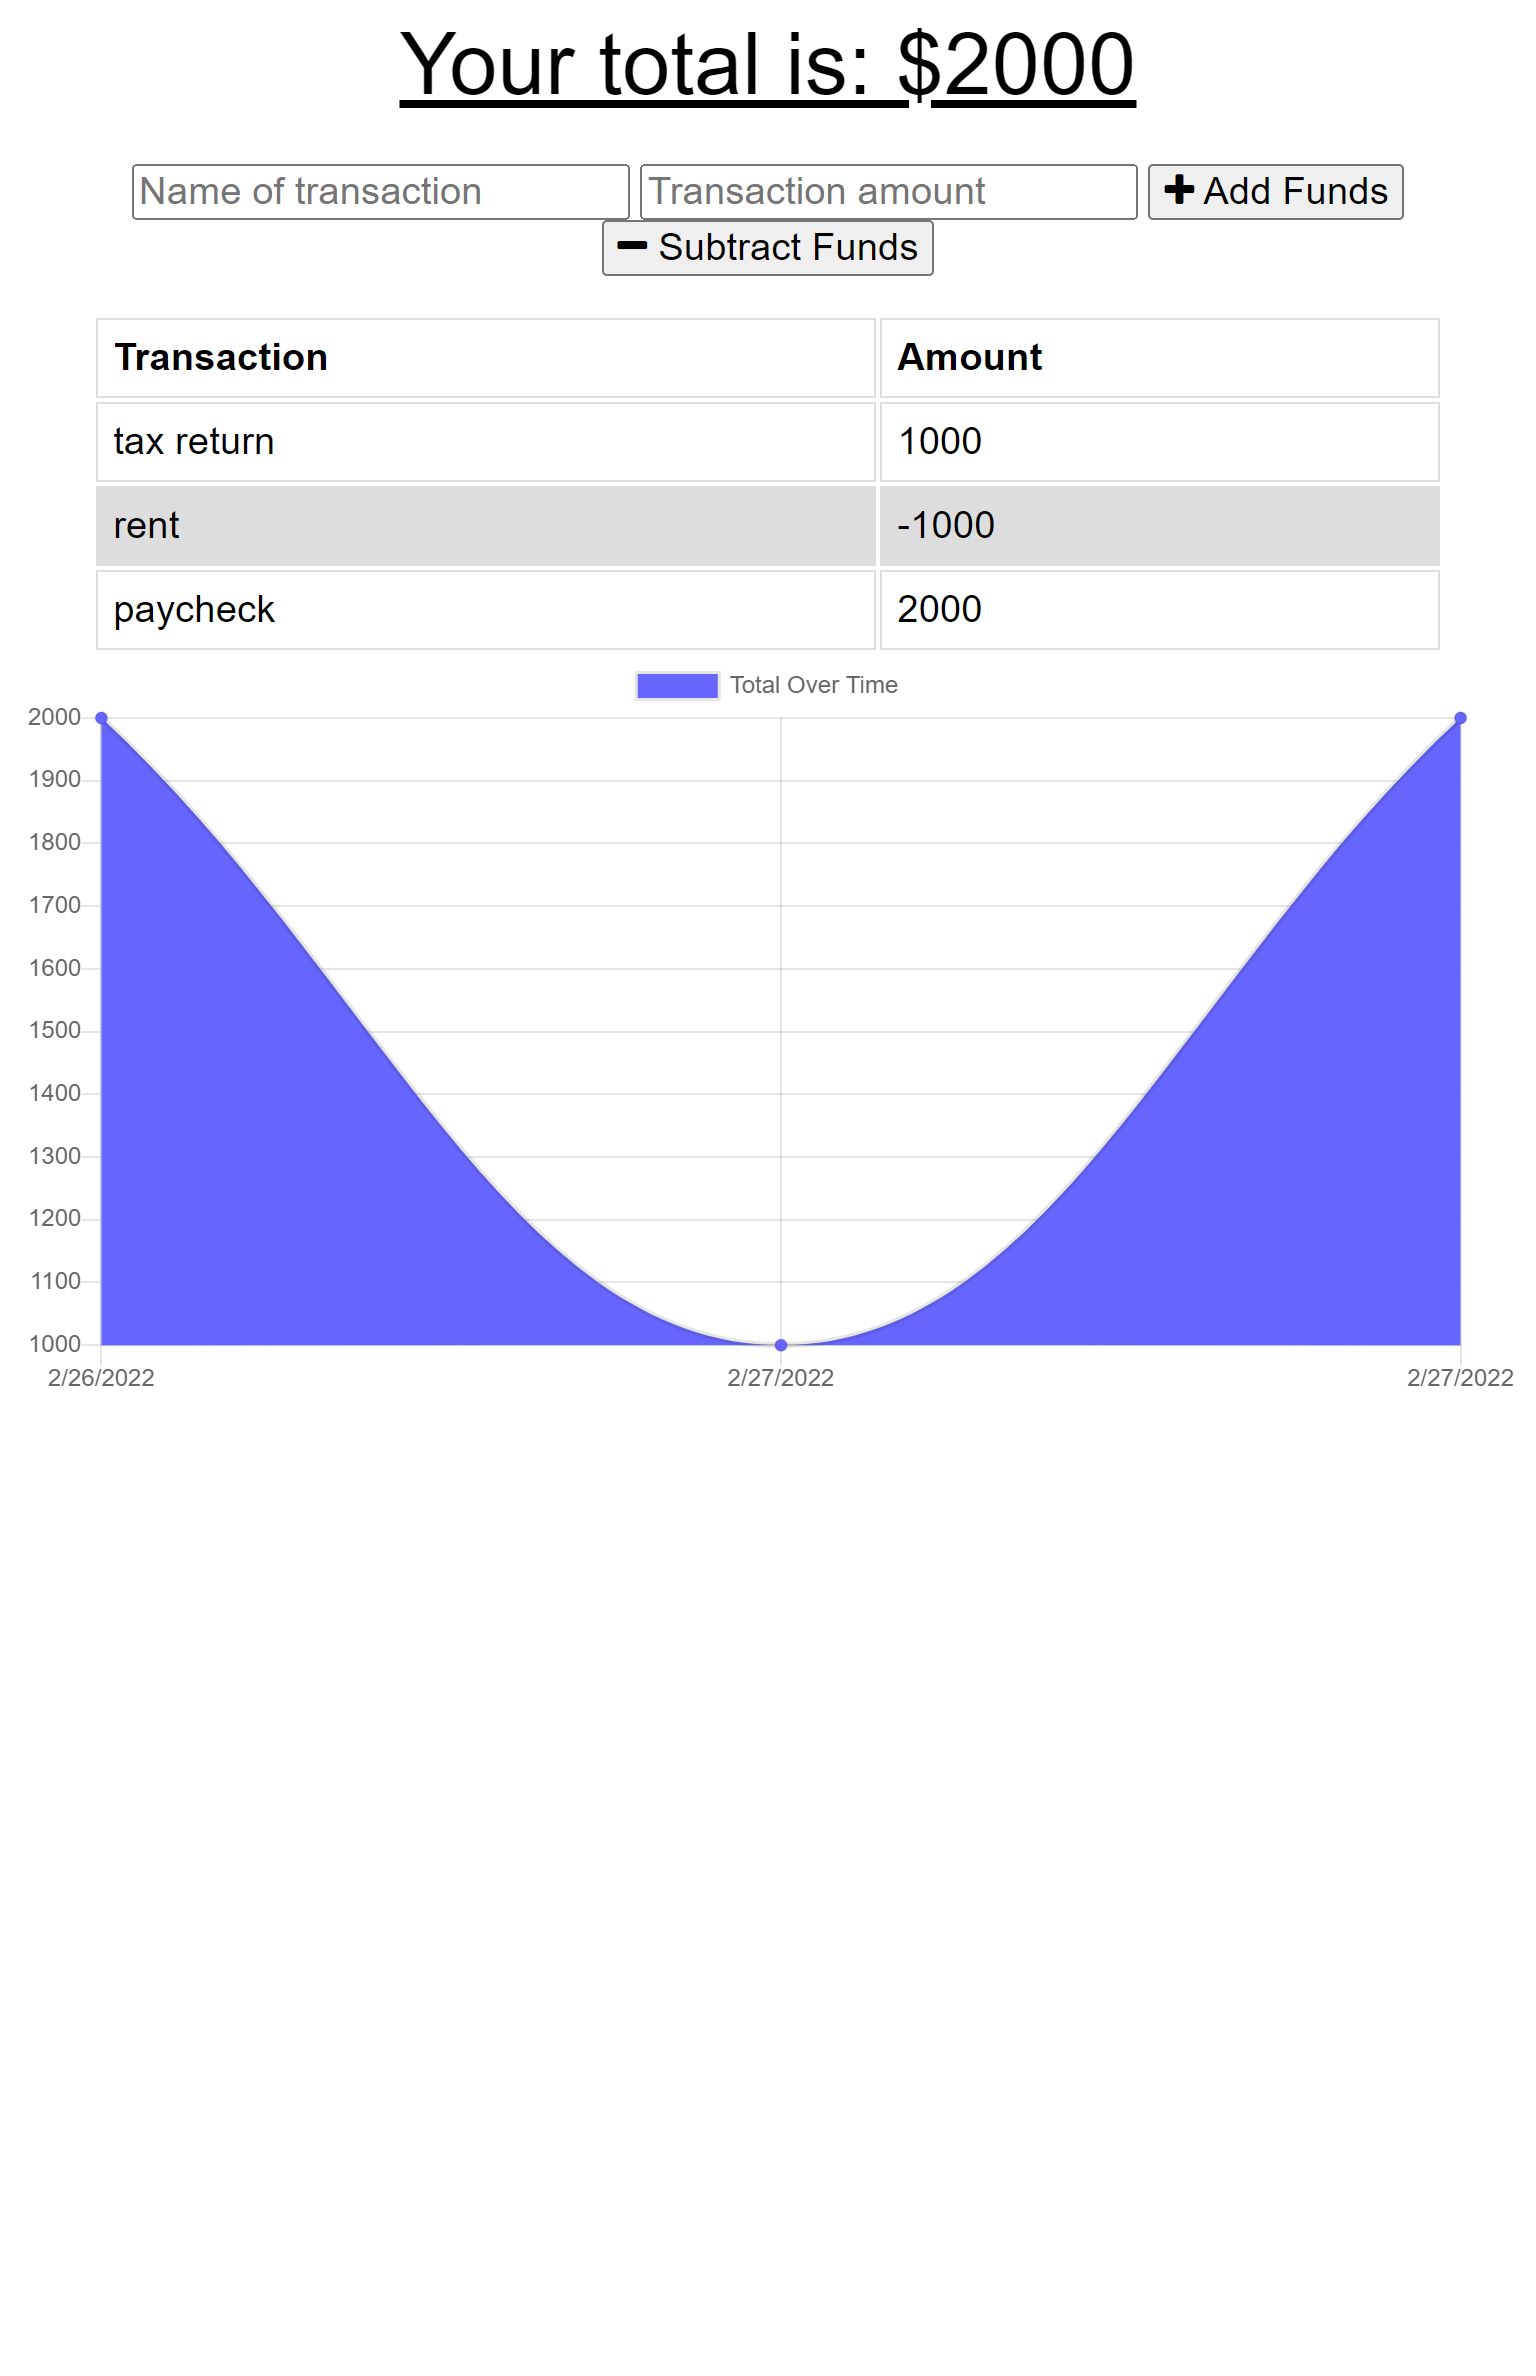 Your total is: $2000
Name of transaction Transaction amount Add Funds
Subtract Funds
Transaction Amount
tax return 1000
rent -1000
paycheck 2000
Total Over Time
2000
1900
1800
1700
1600
1500
1400
1300
1200
1100
1000
2/26/2022 2/27/2022 2/27/2022